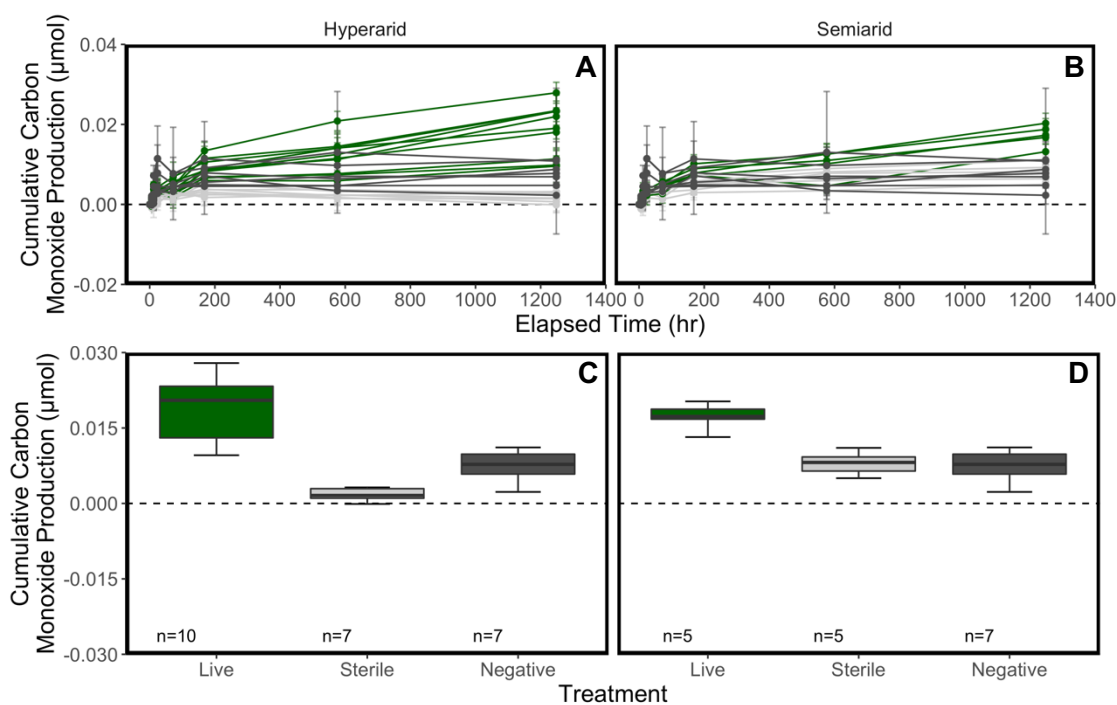 Hyperarid
Semiarid
Cumulative Carbon
Monoxide Production (μmol)
0.04
0.02
0.00
-0.02
A
B
0 200 400 600 800 1000 1200 1400
0 200 400 600 800 1000 1200 1400
Elapsed Time (hr)
Cumulative Carbon
Monoxide Production (μmol)
0.030
0.015
0.000
-0.015
-0.030
C
D
n=10 n=7 n=7
n=5 n=5 n=7
Live Sterile Negative
Live Sterile Negative
Treatment